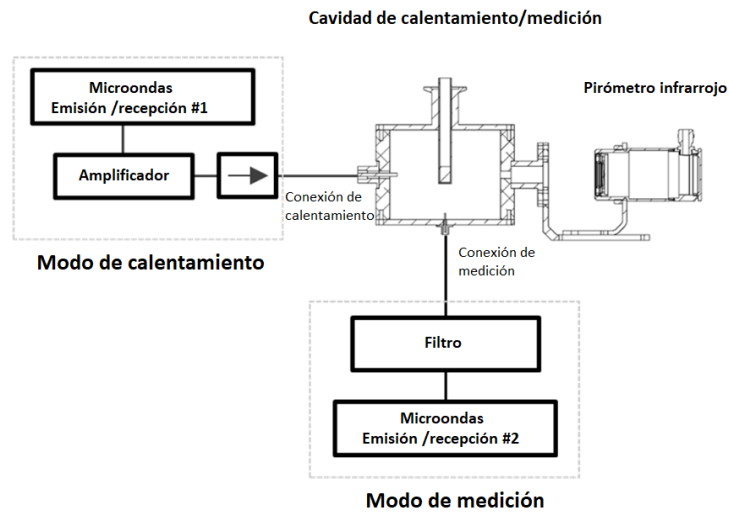 Cavidad de calentamiento/medición
Microondas
Emisión /recepción #1
Pirómetro infrarrojo
Amplificador
Conexión de
calentamiento
Modo de calentamiento
Conexión de
medición
Filtro
Microondas
Emisión /recepción #2
Modo de medición